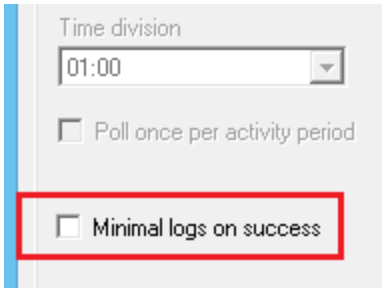 Time division
01:00
Poll once per activity period
Minimal logs on success